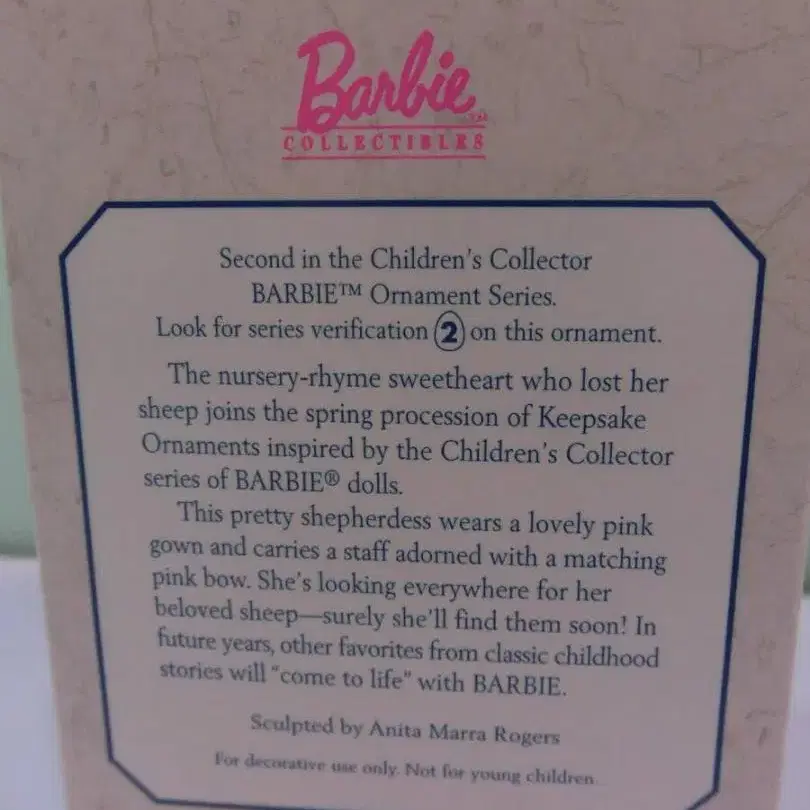 Barbie™
COLLECTIBLES
Second in the Children's Collector
BARBIE™ Ornament Series.
Look for series verification 2 on this ornament.
The nursery-rhyme sweetheart who lost her
sheep joins the spring procession of Keepsake
Ornaments inspired by the Children's Collector
series of BARBIE® dolls.
This pretty shepherdess wears a lovely pink
gown and carries a staff adorned with a matching
pink bow. She's looking everywhere for her
beloved sheep—surely she'll find them soon! In
future years, other favorites from classic childhood
stories will "come to life" with BARBIE.
Sculpted by Anita Marra Rogers
For decorative use only. Not for young children.